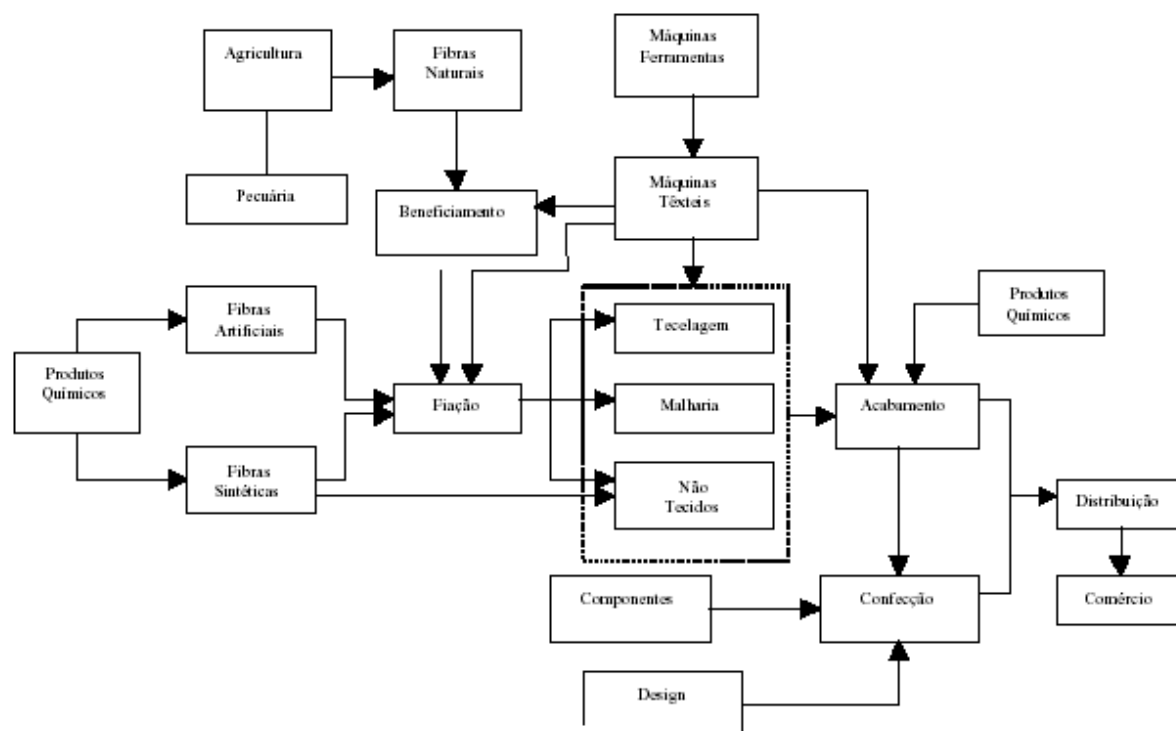 Agricultura
Fibras
Naturais
Máquinas
Ferramentas
Pecuária
Beneficiamento
Máquinas
Têxteis
Fibras
Artificiais
Tecelagem
Produtos
Químicos
Produtos
Químicos
Fiação
Malharia
Acabamento
Fibras
Sintéticas
Não
Tecidos
Distribuição
Componentes
Confecção
Comércio
Design